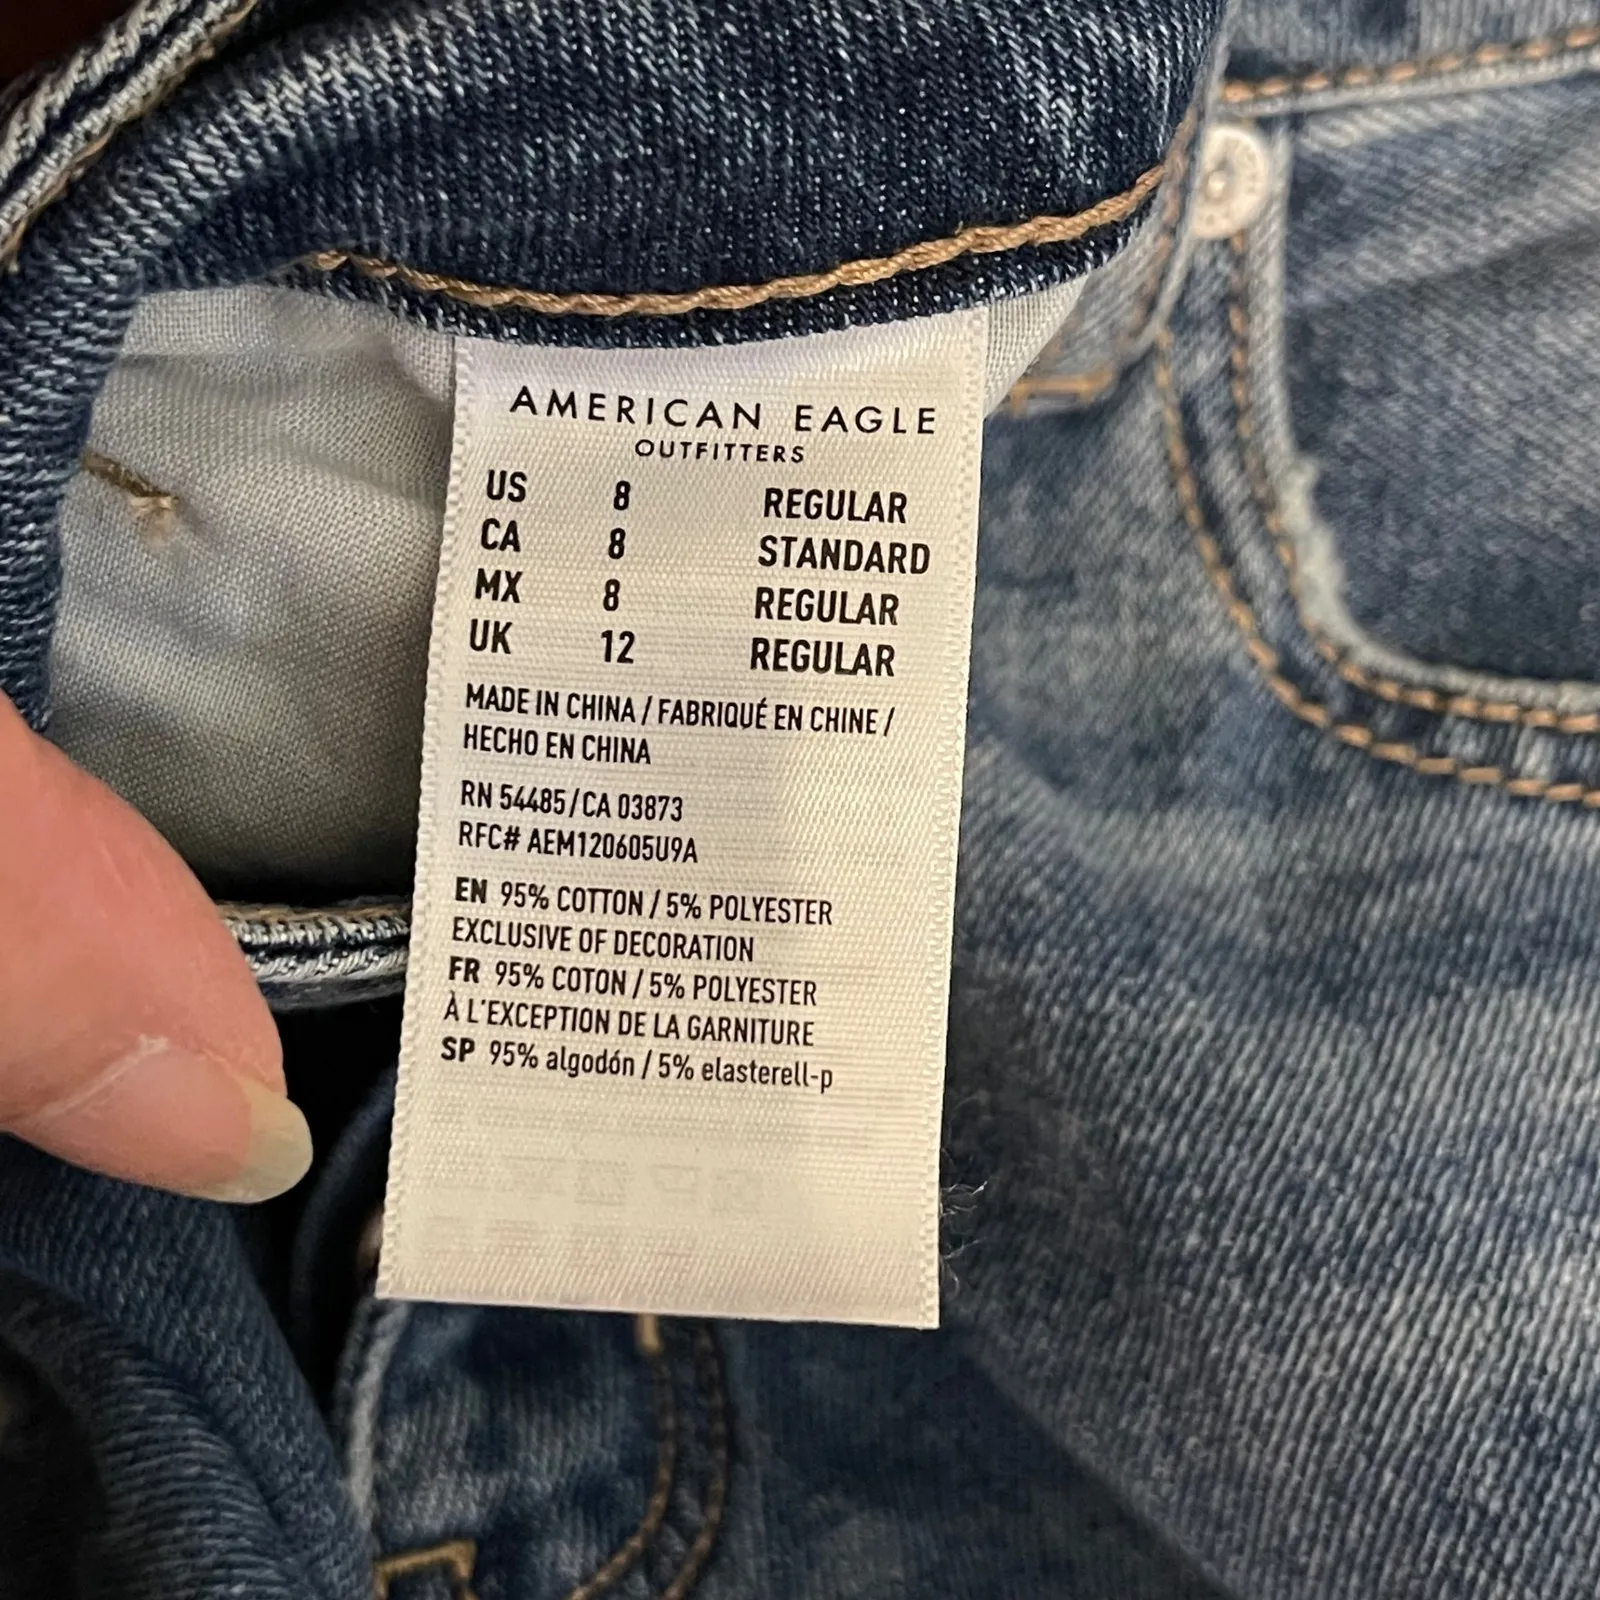 AMERICAN EAGLE
OUTFITTERS
US 8 REGULAR
CA 8 STANDARD
MX 8 REGULAR
UK 12 REGULAR
MADE IN CHINA / FABRIQUÉ EN CHINE /
HECHO EN CHINA
RN 54485/CA 03873
RFC# AEM120605U9A
EN 95% COTTON / 5% POLYESTER
EXCLUSIVE OF DECORATION
FR 95% COTON / 5% POLYESTER
À L'EXCEPTION DE LA GARNITURE
SP 95% algodón / 5% elasterell-p